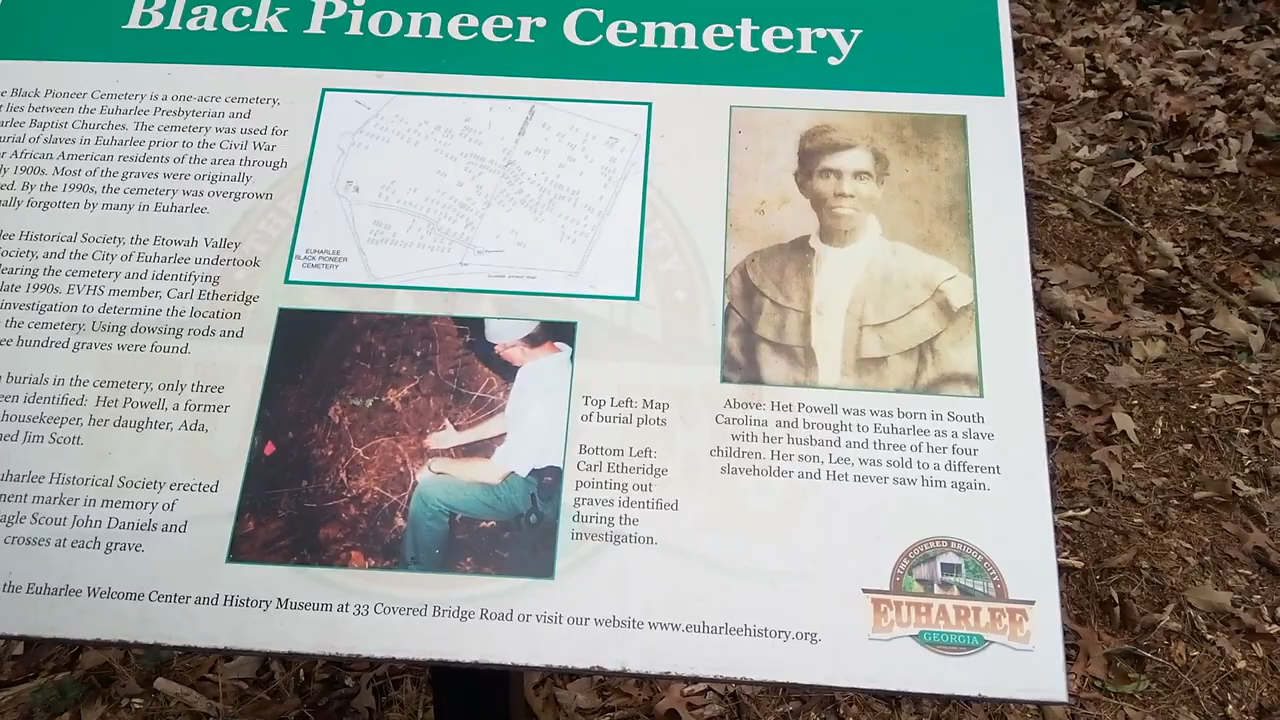 Black Pioneer Cemetery
e Black Pioneer Cemetery is a one-acre cemetery,
t lies between the Euharlee Presbyterian and
arlee Baptist Churches. The cemetery was used for
urial of slaves in Euharlee prior to the Civil War
r African American residents of the area through
ly 1900s. Most of the graves were originally
ed. By the 1990s, the cemetery was overgrown
ually forgotten by many in Euharlee.
lee Historical Society, the Etowah Valley
ociety, and the City of Euharlee undertook
learing the cemetery and identifying
late 1990s. EVHS member, Carl Etheridge
investigation to determine the location
the cemetery. Using dowsing rods and
ee hundred graves were found.
burials in the cemetery, only three
een identified: Het Powell, a former
housekeeper, her daughter, Ada,
ned Jim Scott.
uharlee Historical Society erected
nent marker in memory of
agle Scout John Daniels and
crosses at each grave.
EUHARLEE
BLACK PIONEER
CEMETERY
Top Left: Map
of burial plots
Bottom Left:
Carl Etheridge
pointing out
graves identified
during the
investigation.
Above: Het Powell was was born in South
Carolina and brought to Euharlee as a slave
with her husband and three of her four
children. Her son, Lee, was sold to a different
slaveholder and Het never saw him again.
the Euharlee Welcome Center and History Museum at 33 Covered Bridge Road or visit our website www.euharleehistory.org.
THE COVERED BRIDGE CITY
EUHARLEE
GEORGIA